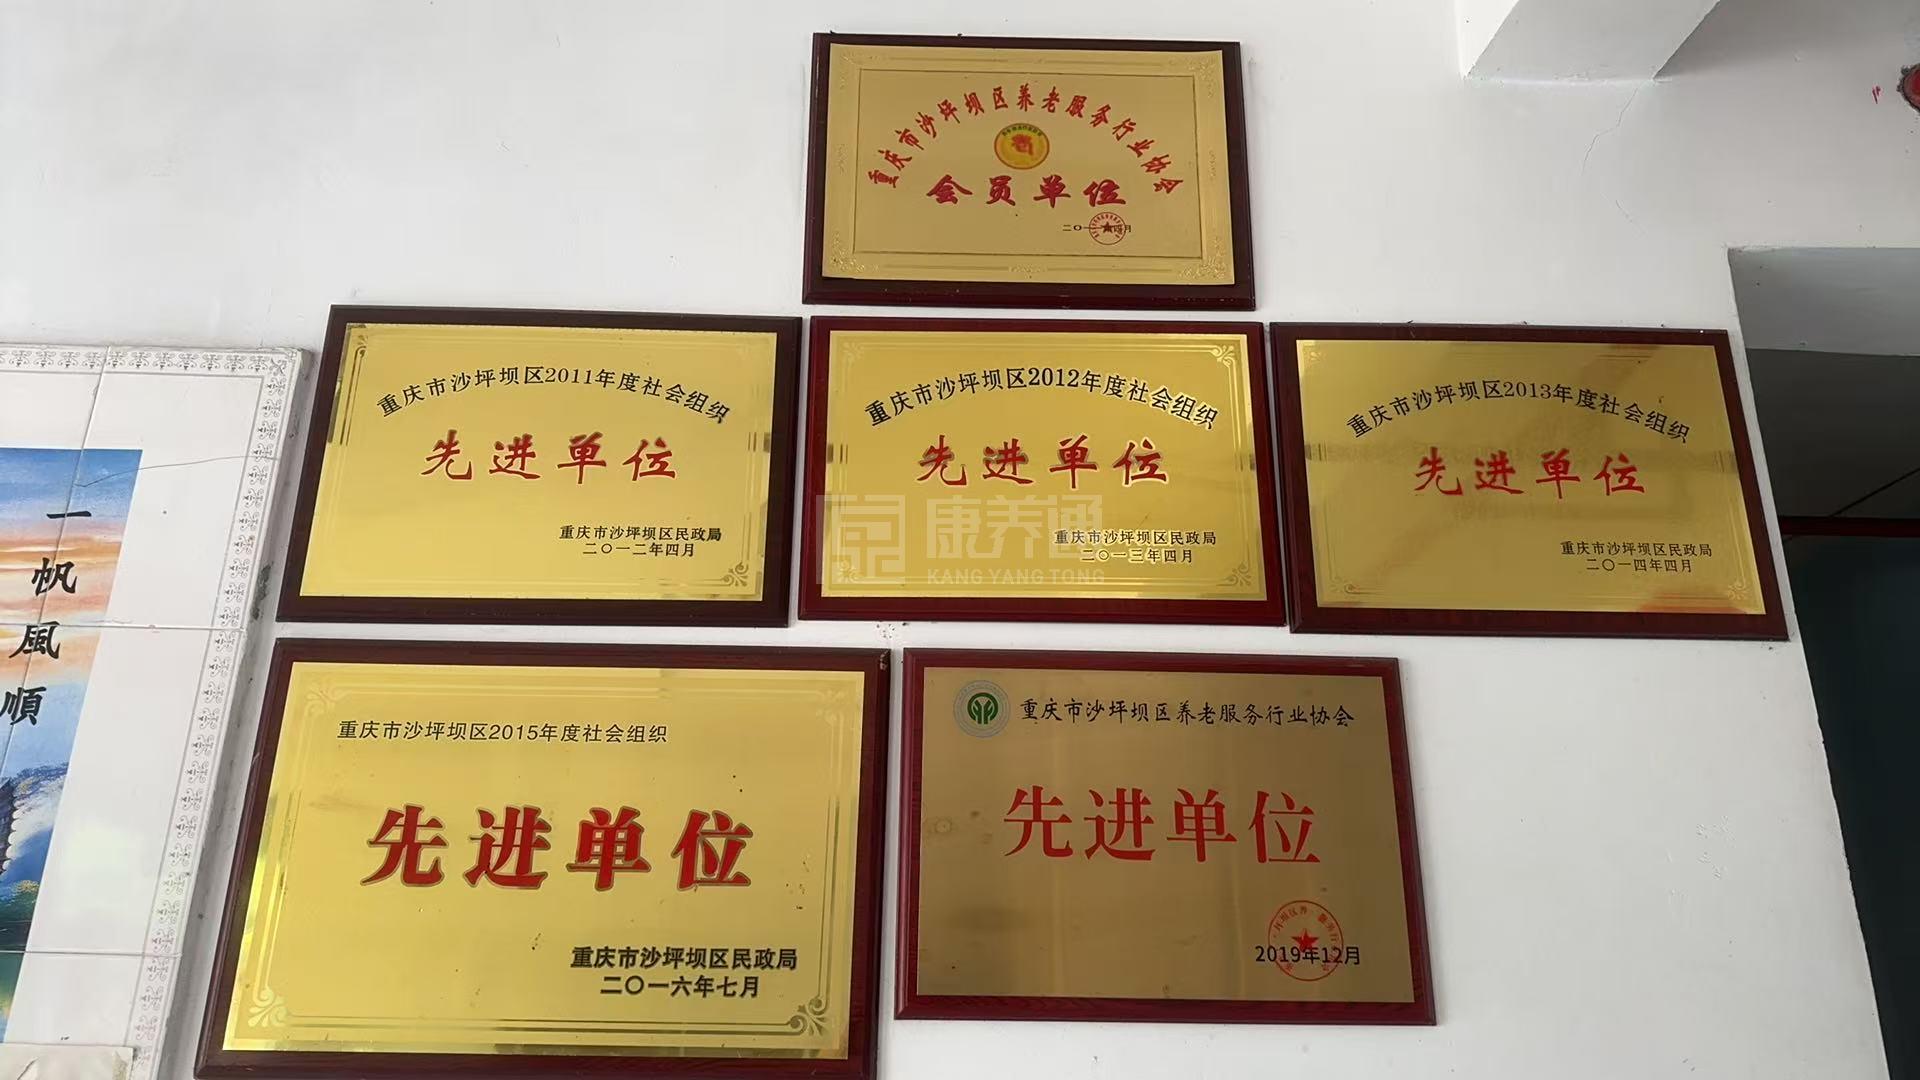 重庆市沙坪坝区养老服务行业协会
会员单位
重庆市沙坪坝区2011年度社会组织
先进单位
重庆市沙坪坝区民政局
二〇一二年四月
重庆市沙坪坝区2012年度社会组织
先进单位
重庆市沙坪坝区民政局
二〇一三年四月
康养通
KANG YANG TONG
重庆市沙坪坝区2013年度社会组织
先进单位
重庆市沙坪坝区民政局
二〇一四年四月
一帆風順
重庆市沙坪坝区2015年度社会组织
先进单位
重庆市沙坪坝区民政局
二〇一六年七月
重庆市沙坪坝区养老服务行业协会
先进单位
2019年12月